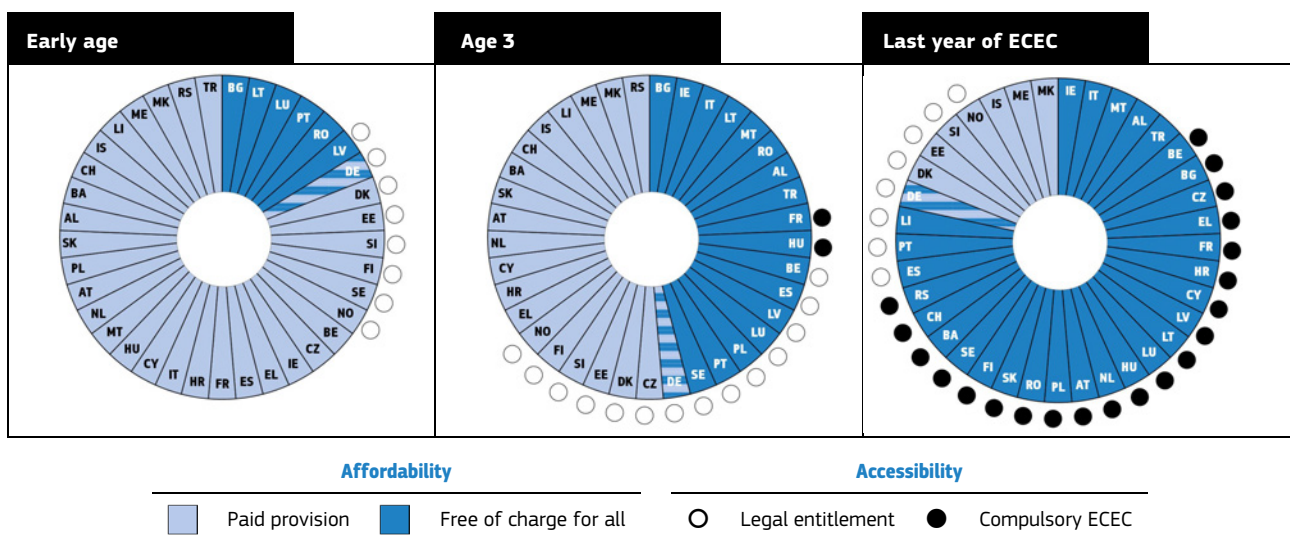 Early age
Age 3
Last year of ECEC
BG
LT
LU
PT
RO
LV
DE
DK
EE
SI
FI
SE
NO
BE
CZ
IE
EL
ES
FR
HR
IT
CY
HU
MT
NL
AT
PL
SK
AL
BA
CH
IS
LI
ME
MK
RS
TR
BG
IE
IT
LT
MT
RO
AL
TR
FR
HU
BE
ES
LV
LU
PL
PT
SE
DE
CZ
DK
EE
SI
FI
NO
EL
HR
CY
NL
AT
SK
BA
CH
IS
LI
ME
MK
RS
IE
IT
MT
AL
TR
BE
BG
CZ
EL
FR
HR
CY
LV
LT
LU
HU
NL
AT
PL
RO
SK
FI
SE
BA
CH
RS
ES
PT
LI
DE
DK
EE
SI
NO
IS
ME
MK
Affordability
Accessibility
Paid provision
Free of charge for all
Legal entitlement
Compulsory ECEC